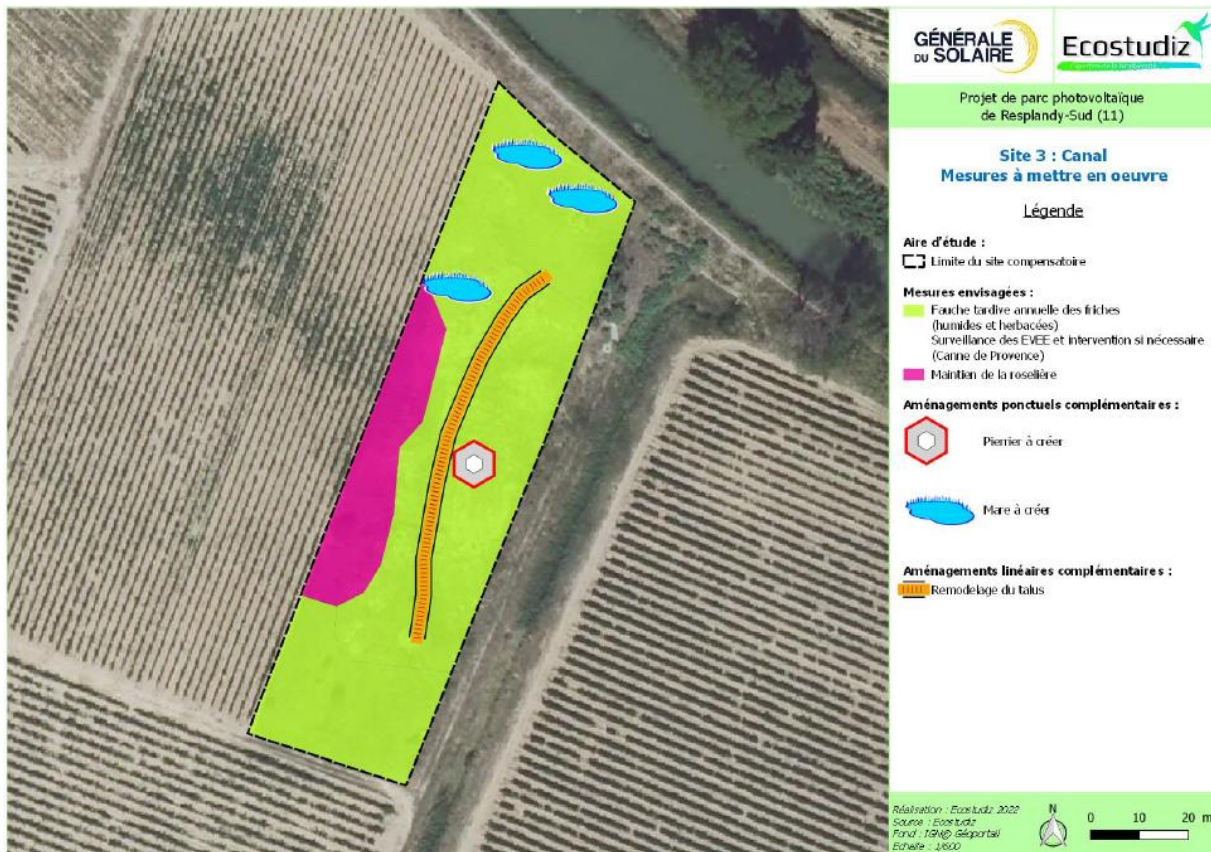 GÉNÉRALE
DU SOLAIRE
Ecostudiz
Projet de parc photovoltaïque
de Resplandy-Sud (11)
Site 3 : Canal
Mesures à mettre en oeuvre
Légende
Aire d'étude :
Limite du site compensatoire
Mesures envisagées :
Fauche tardive annuelle des friches
(humides et herbacées)
Surveillance des EVEE et intervention si nécessaire
(Canne de Provence)
Maintien de la roselière
Aménagements ponctuels complémentaires :
Pierrier à créer
Mare à créer
Aménagements linéaires complémentaires :
Remodelage du talus
Réalisation : Ecostudiz 2022
Source : Ecostudiz
Fond : IGN@ Géoportail
Echelle : 1/600
N
0 10 20 m